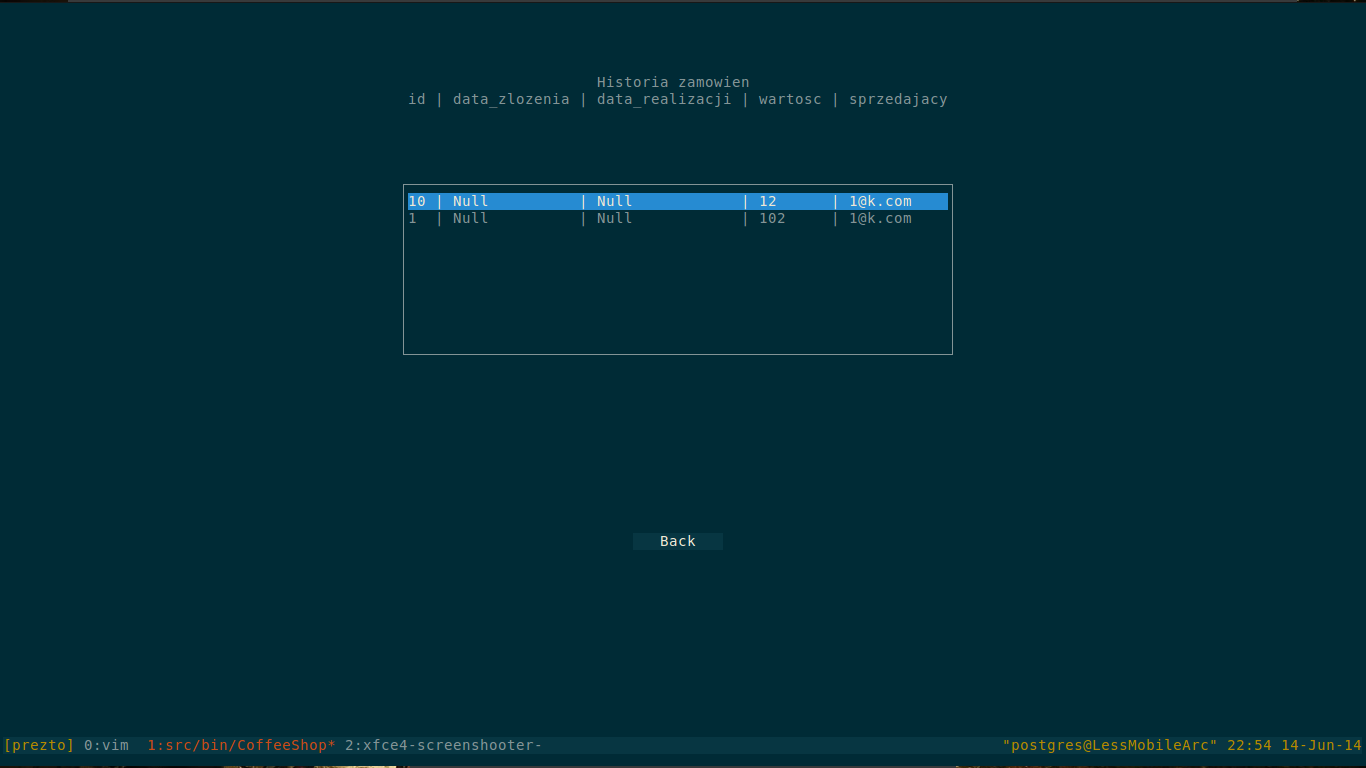 Historia zamowien
id | data_zlozenia | data_realizacji | wartosc | sprzedajacy
10 | Null | Null | 12 | 1@k.com
1 | Null | Null | 102 | 1@k.com
Back
[prezto] 0:vim 1:src/bin/CoffeeShop* 2:xfce4-screenshooter- "postgres@LessMobileArc" 22:54 14-Jun-14